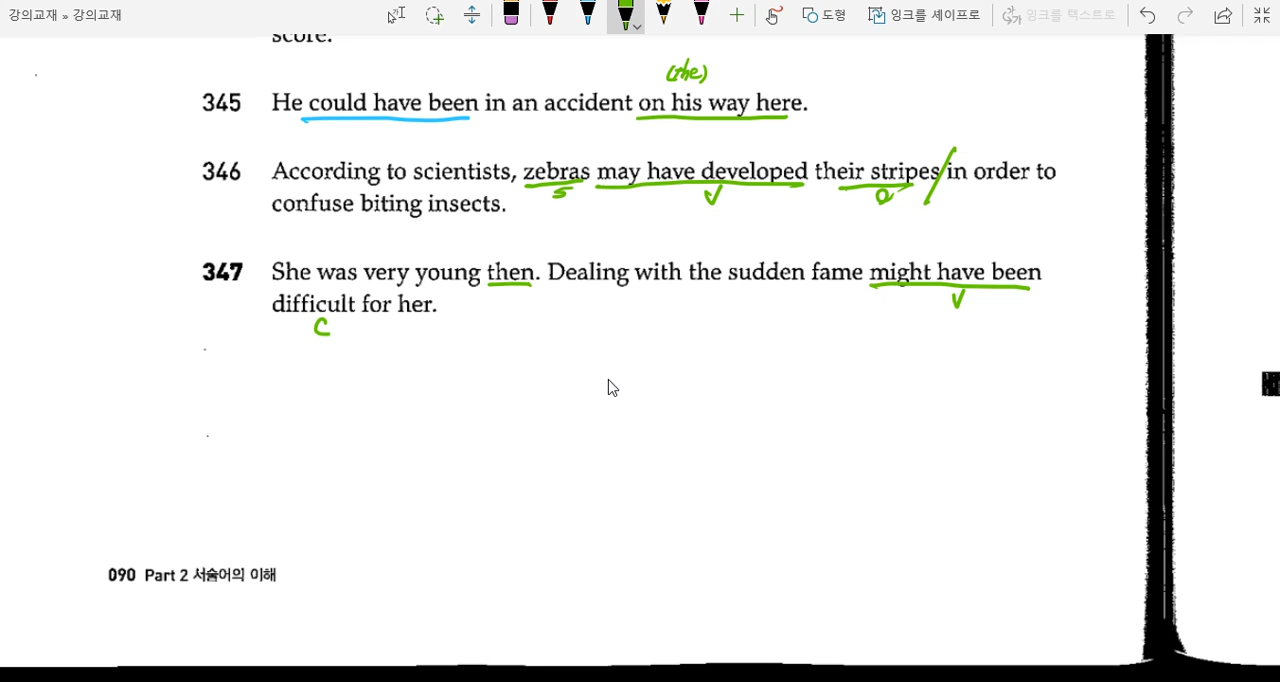 강의교재 » 강의교재
도형
잉크를 셰이프로
잉크를 텍스트로
score.
(the)
345 He could have been in an accident on his way here.
346 According to scientists, zebras may have developed their stripes in order to
S V O
confuse biting insects.
347 She was very young then. Dealing with the sudden fame might have been
V
difficult for her.
C
090 Part 2 서술어의 이해